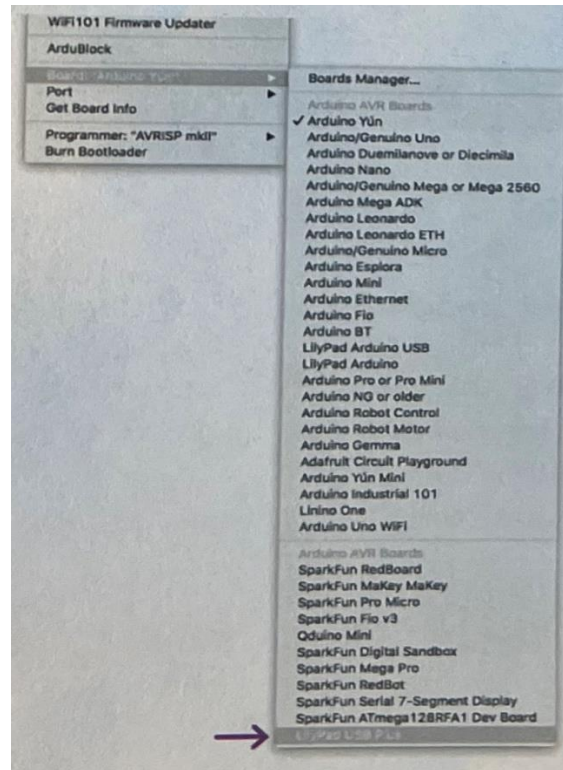 WiFi101 Firmware Updater
ArduBlock
Board: "Arduino Yún"
Port
Get Board Info
Programmer: "AVRISP mkII"
Burn Bootloader
Boards Manager...
Arduino AVR Boards
Arduino Yún
Arduino/Genuino Uno
Arduino Duemilanove or Diecimila
Arduino Nano
Arduino/Genuino Mega or Mega 2560
Arduino Mega ADK
Arduino Leonardo
Arduino Leonardo ETH
Arduino/Genuino Micro
Arduino Esplora
Arduino Mini
Arduino Ethernet
Arduino Fio
Arduino BT
LilyPad Arduino USB
LilyPad Arduino
Arduino Pro or Pro Mini
Arduino NG or older
Arduino Robot Control
Arduino Robot Motor
Arduino Gemma
Adafruit Circuit Playground
Arduino Yún Mini
Arduino Industrial 101
Linino One
Arduino Uno WiFi
Arduino AVR Boards
SparkFun RedBoard
SparkFun MaKey MaKey
SparkFun Pro Micro
SparkFun Fio v3
Qduino Mini
SparkFun Digital Sandbox
SparkFun Mega Pro
SparkFun RedBot
SparkFun Serial 7-Segment Display
SparkFun ATmega128RFA1 Dev Board
LilyPad USB Plus